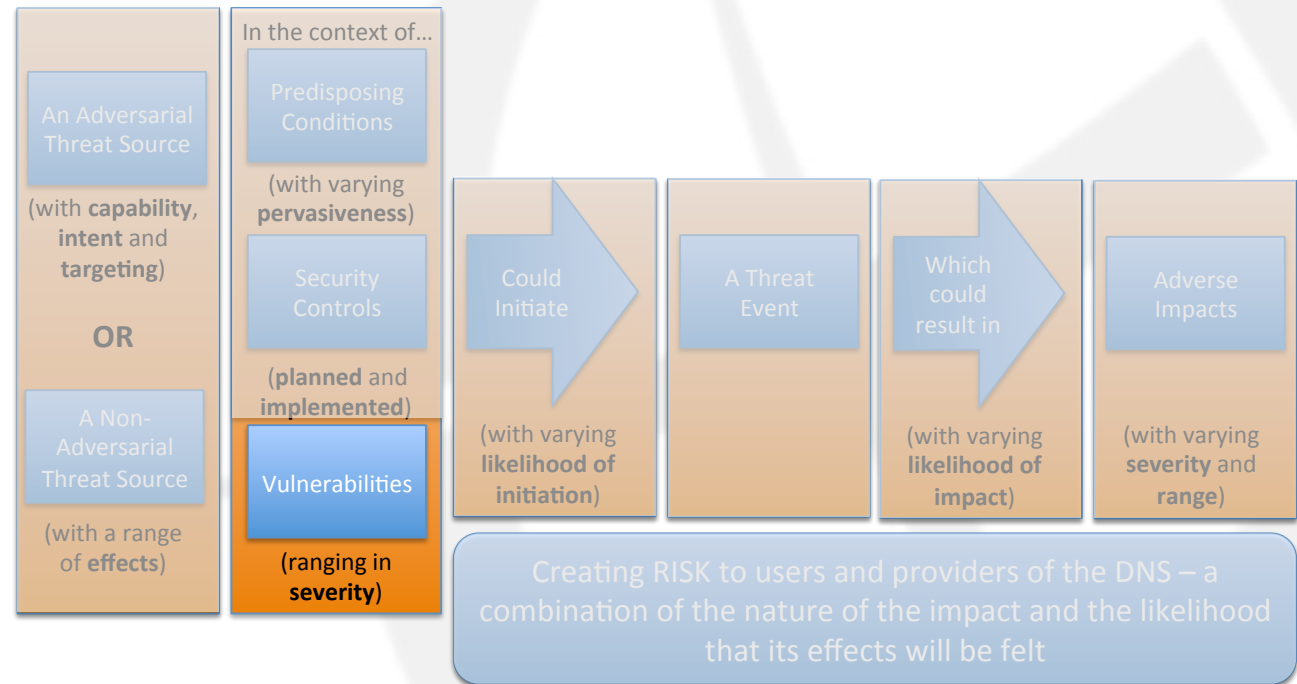 An Adversarial
Threat Source
(with capability,
intent and
targeting)
OR
A Non-
Adversarial
Threat Source
(with a range
of effects)
In the context of…
Predisposing
Conditions
(with varying
pervasiveness)
Security
Controls
(planned and
implemented)
Vulnerabilities
(ranging in
severity)
Could
Initiate
(with varying
likelihood of
initiation)
A Threat
Event
Which
could
result in
(with varying
likelihood of
impact)
Adverse
Impacts
(with varying
severity and
range)
Creating RISK to users and providers of the DNS – a
combination of the nature of the impact and the likelihood
that its effects will be felt